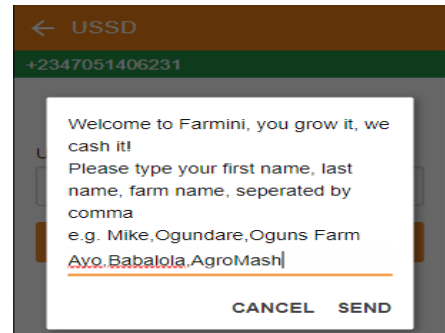 ← USSD
+2347051406231
U
Welcome to Farmini, you grow it, we
cash it!
Please type your first name, last
name, farm name, seperated by
comma
e.g. Mike,Ogundare,Oguns Farm
Ayo,Babalola,AgroMash
CANCEL SEND